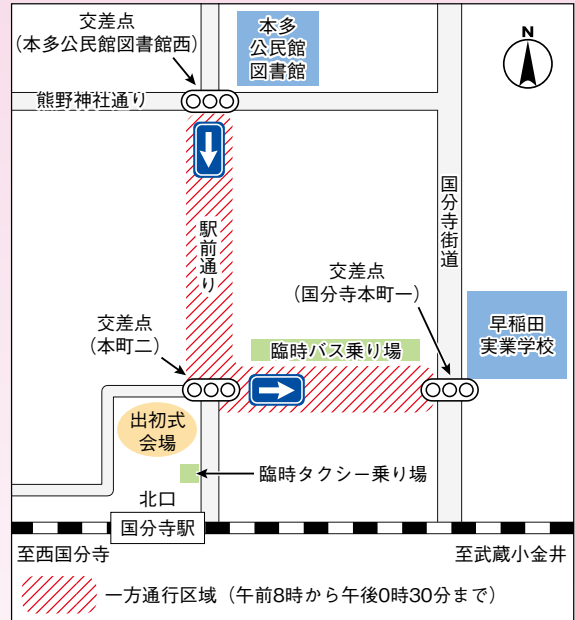 交差点
(本多公民館図書館西)
本多
公民館
図書館
N
熊野神社通り
駅前通り
国分寺街道
交差点
(国分寺本町一)
交差点
(本町二)
臨時バス乗り場
早稲田
実業学校
出初式
会場
臨時タクシー乗り場
北口
国分寺駅
至西国分寺
至武蔵小金井
一方通行区域(午前8時から午後0時30分まで)